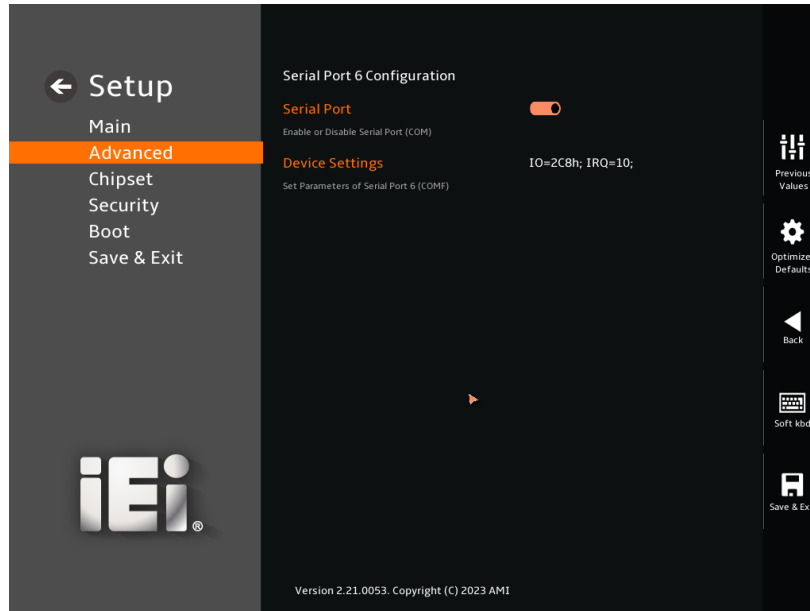 Setup
Main
Advanced
Chipset
Security
Boot
Save & Exit
iEi®
Serial Port 6 Configuration
Serial Port
Enable or Disable Serial Port (COM)
Device Settings
IO=2C8h; IRQ=10;
Set Parameters of Serial Port 6 (COMF)
Version 2.21.0053. Copyright (C) 2023 AMI
Previous
Values
Optimize
Defaults
Back
Soft kbd
Save & Ex